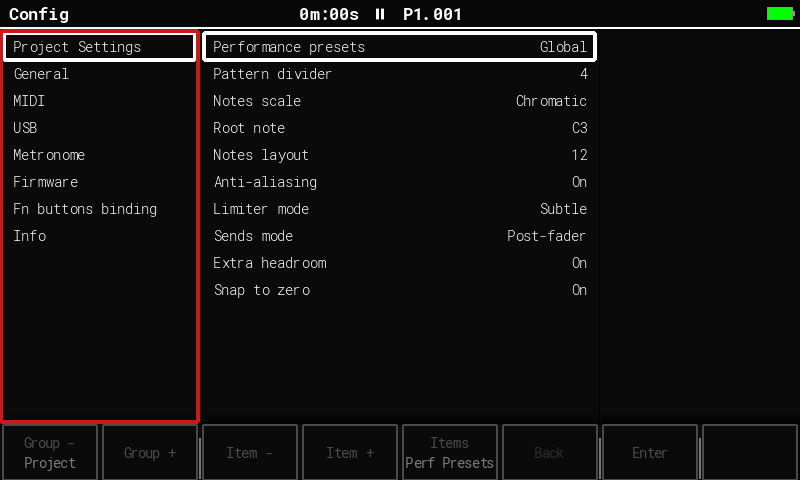 Config 0m:00s P1.001
Project Settings
General
MIDI
USB
Metronome
Firmware
Fn buttons binding
Info
Performance presets Global
Pattern divider 4
Notes scale Chromatic
Root note C3
Notes layout 12
Anti-aliasing On
Limiter mode Subtle
Sends mode Post-fader
Extra headroom On
Snap to zero On
Group -
Project
Group +
Item -
Item +
Items
Perf Presets
Back
Enter